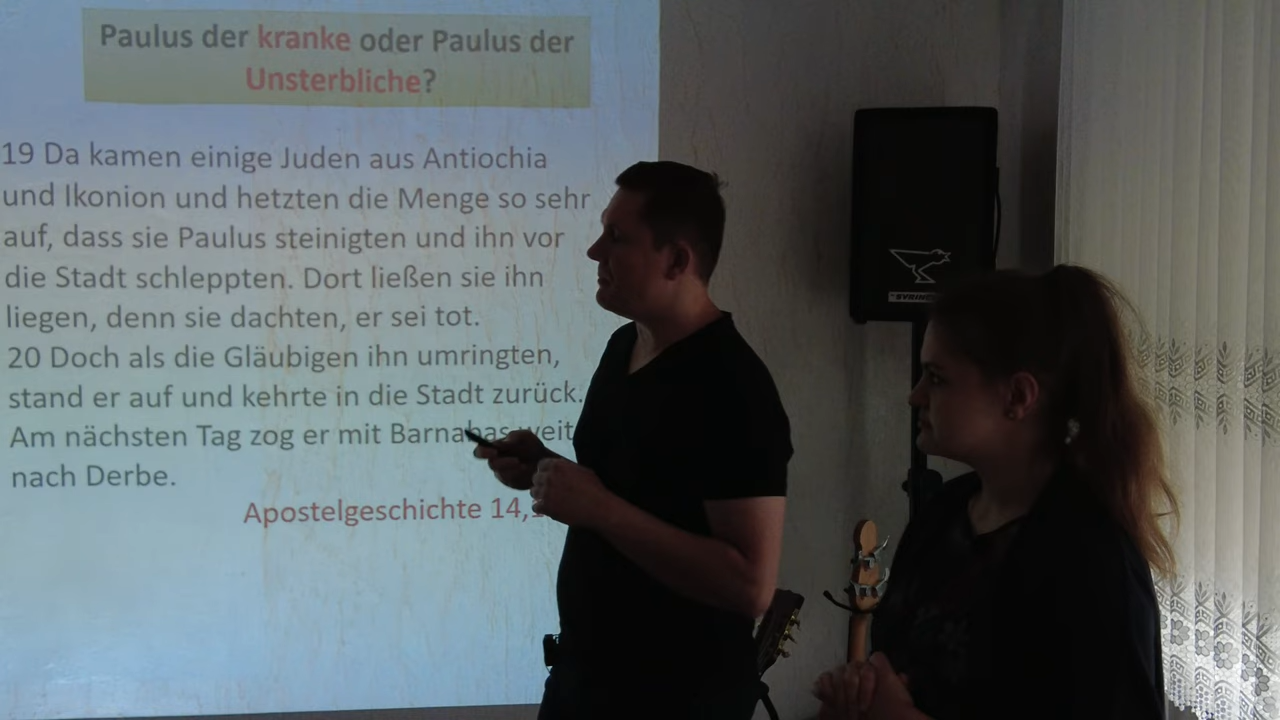 Paulus der kranke oder Paulus der
Unsterbliche?
19 Da kamen einige Juden aus Antiochia
und Ikonion und hetzten die Menge so sehr
auf, dass sie Paulus steinigten und ihn vor
die Stadt schleppten. Dort ließen sie ihn
liegen, denn sie dachten, er sei tot.
20 Doch als die Gläubigen ihn umringten,
stand er auf und kehrte in die Stadt zurück.
Am nächsten Tag zog er mit Barnabas weit
nach Derbe.
Apostelgeschichte 14,